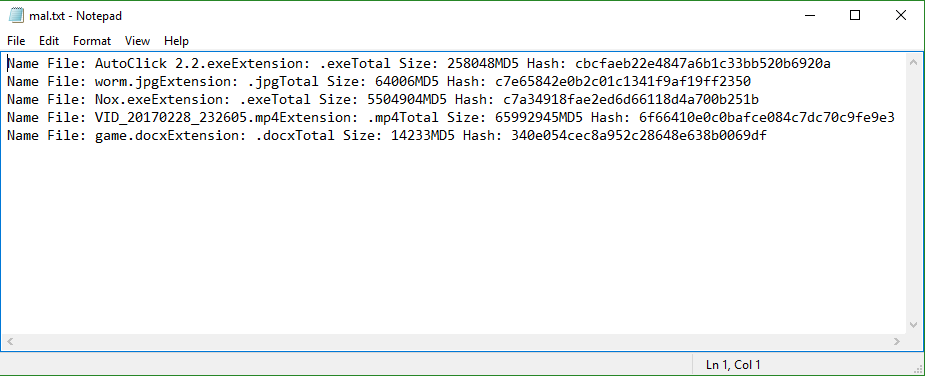 mal.txt - Notepad
File Edit Format View Help
Name File: AutoClick 2.2.exeExtension: .exeTotal Size: 258048MD5 Hash: cbcfaeb22e4847a6b1c33bb520b6920a
Name File: worm.jpgExtension: .jpgTotal Size: 64006MD5 Hash: c7e65842e0b2c01c1341f9af19ff2350
Name File: Nox.exeExtension: .exeTotal Size: 5504904MD5 Hash: c7a34918fae2ed6d66118d4a700b251b
Name File: VID_20170228_232605.mp4Extension: .mp4Total Size: 65992945MD5 Hash: 6f66410e0c0bafce084c7dc70c9fe9e3
Name File: game.docxExtension: .docxTotal Size: 14233MD5 Hash: 340e054cec8a952c28648e638b0069df
Ln 1, Col 1